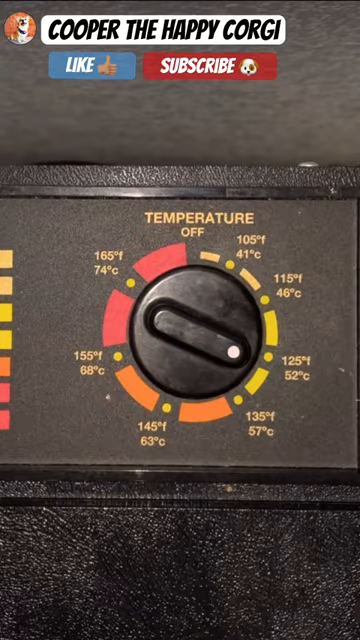 COOPER THE HAPPY CORGI
LIKE
SUBSCRIBE
TEMPERATURE
OFF
105°f
41°c
115°f
46°c
125°f
52°c
135°f
57°c
145°f
63°c
155°f
68°c
165°f
74°c